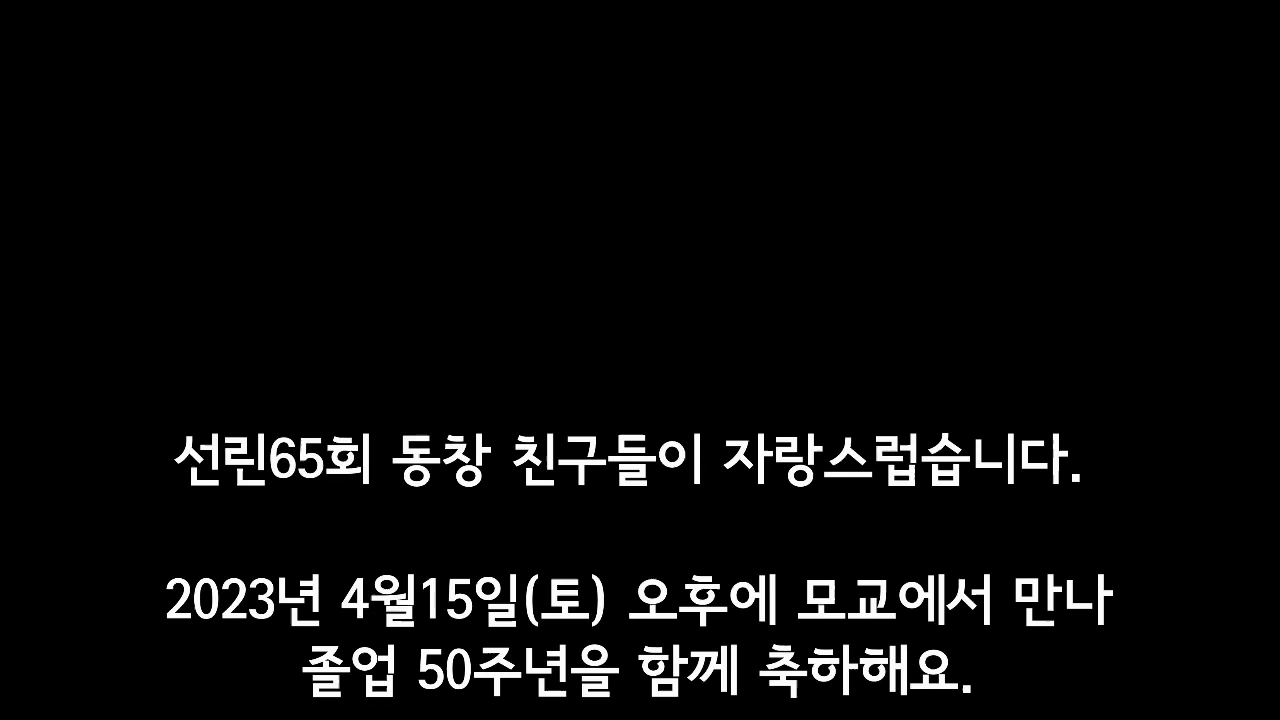 선린65회 동창 친구들이 자랑스럽습니다.
2023년 4월15일(토) 오후에 모교에서 만나
졸업 50주년을 함께 축하해요.